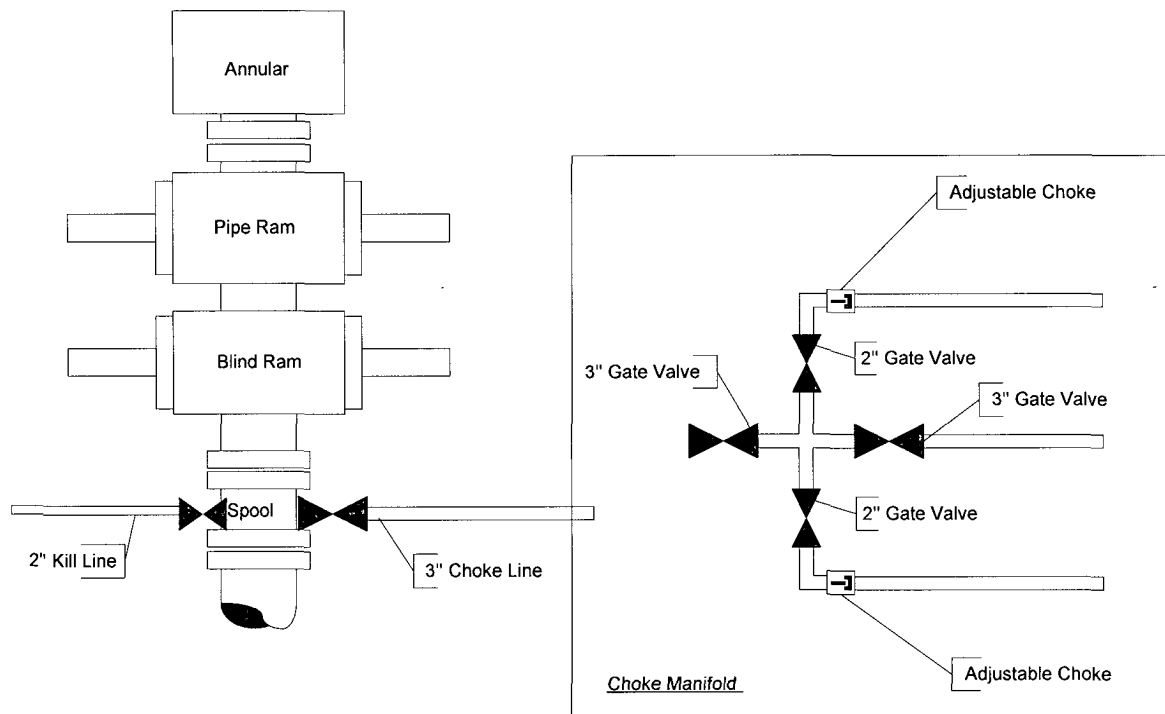 Annular
Pipe Ram
Blind Ram
Spool
2" Kill Line
3" Choke Line
Adjustable Choke
2" Gate Valve
3" Gate Valve
3" Gate Valve
2" Gate Valve
Adjustable Choke
Choke Manifold